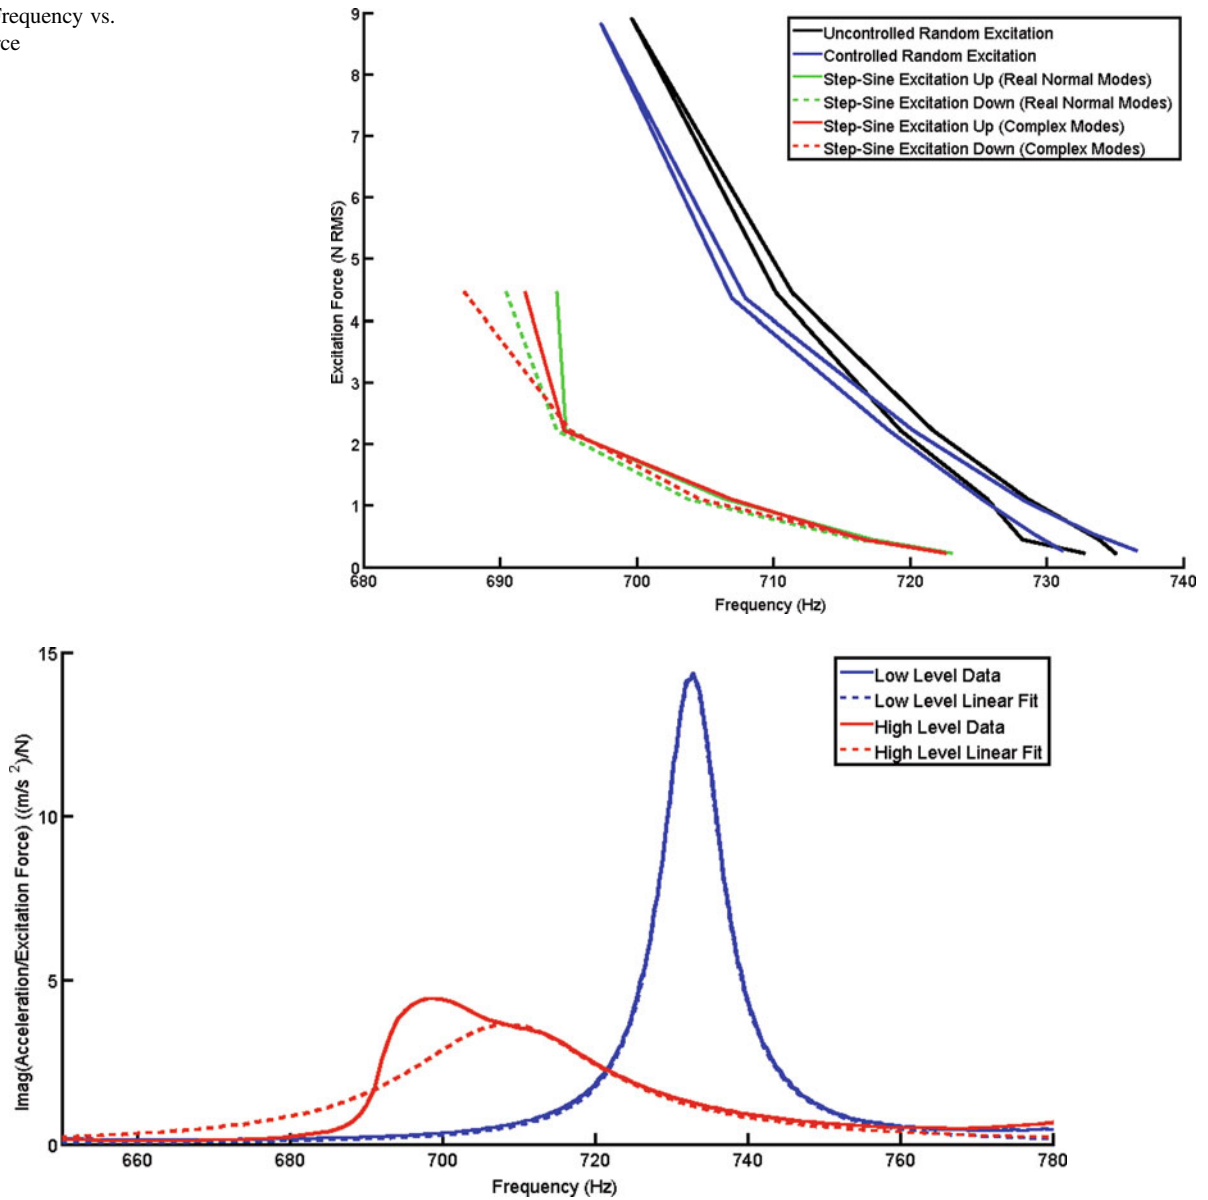 Frequency vs.
rce
9
8
7
6
5
4
3
2
1
0
Excitation Force (N RMS)
Uncontrolled Random Excitation
Controlled Random Excitation
Step-Sine Excitation Up (Real Normal Modes)
Step-Sine Excitation Down (Real Normal Modes)
Step-Sine Excitation Up (Complex Modes)
Step-Sine Excitation Down (Complex Modes)
680 690 700 710 720 730 740
Frequency (Hz)
15
10
5
0
Imag(Acceleration/Excitation Force) ((m/s ²)/N)
Low Level Data
Low Level Linear Fit
High Level Data
High Level Linear Fit
660 680 700 720 740 760 780
Frequency (Hz)